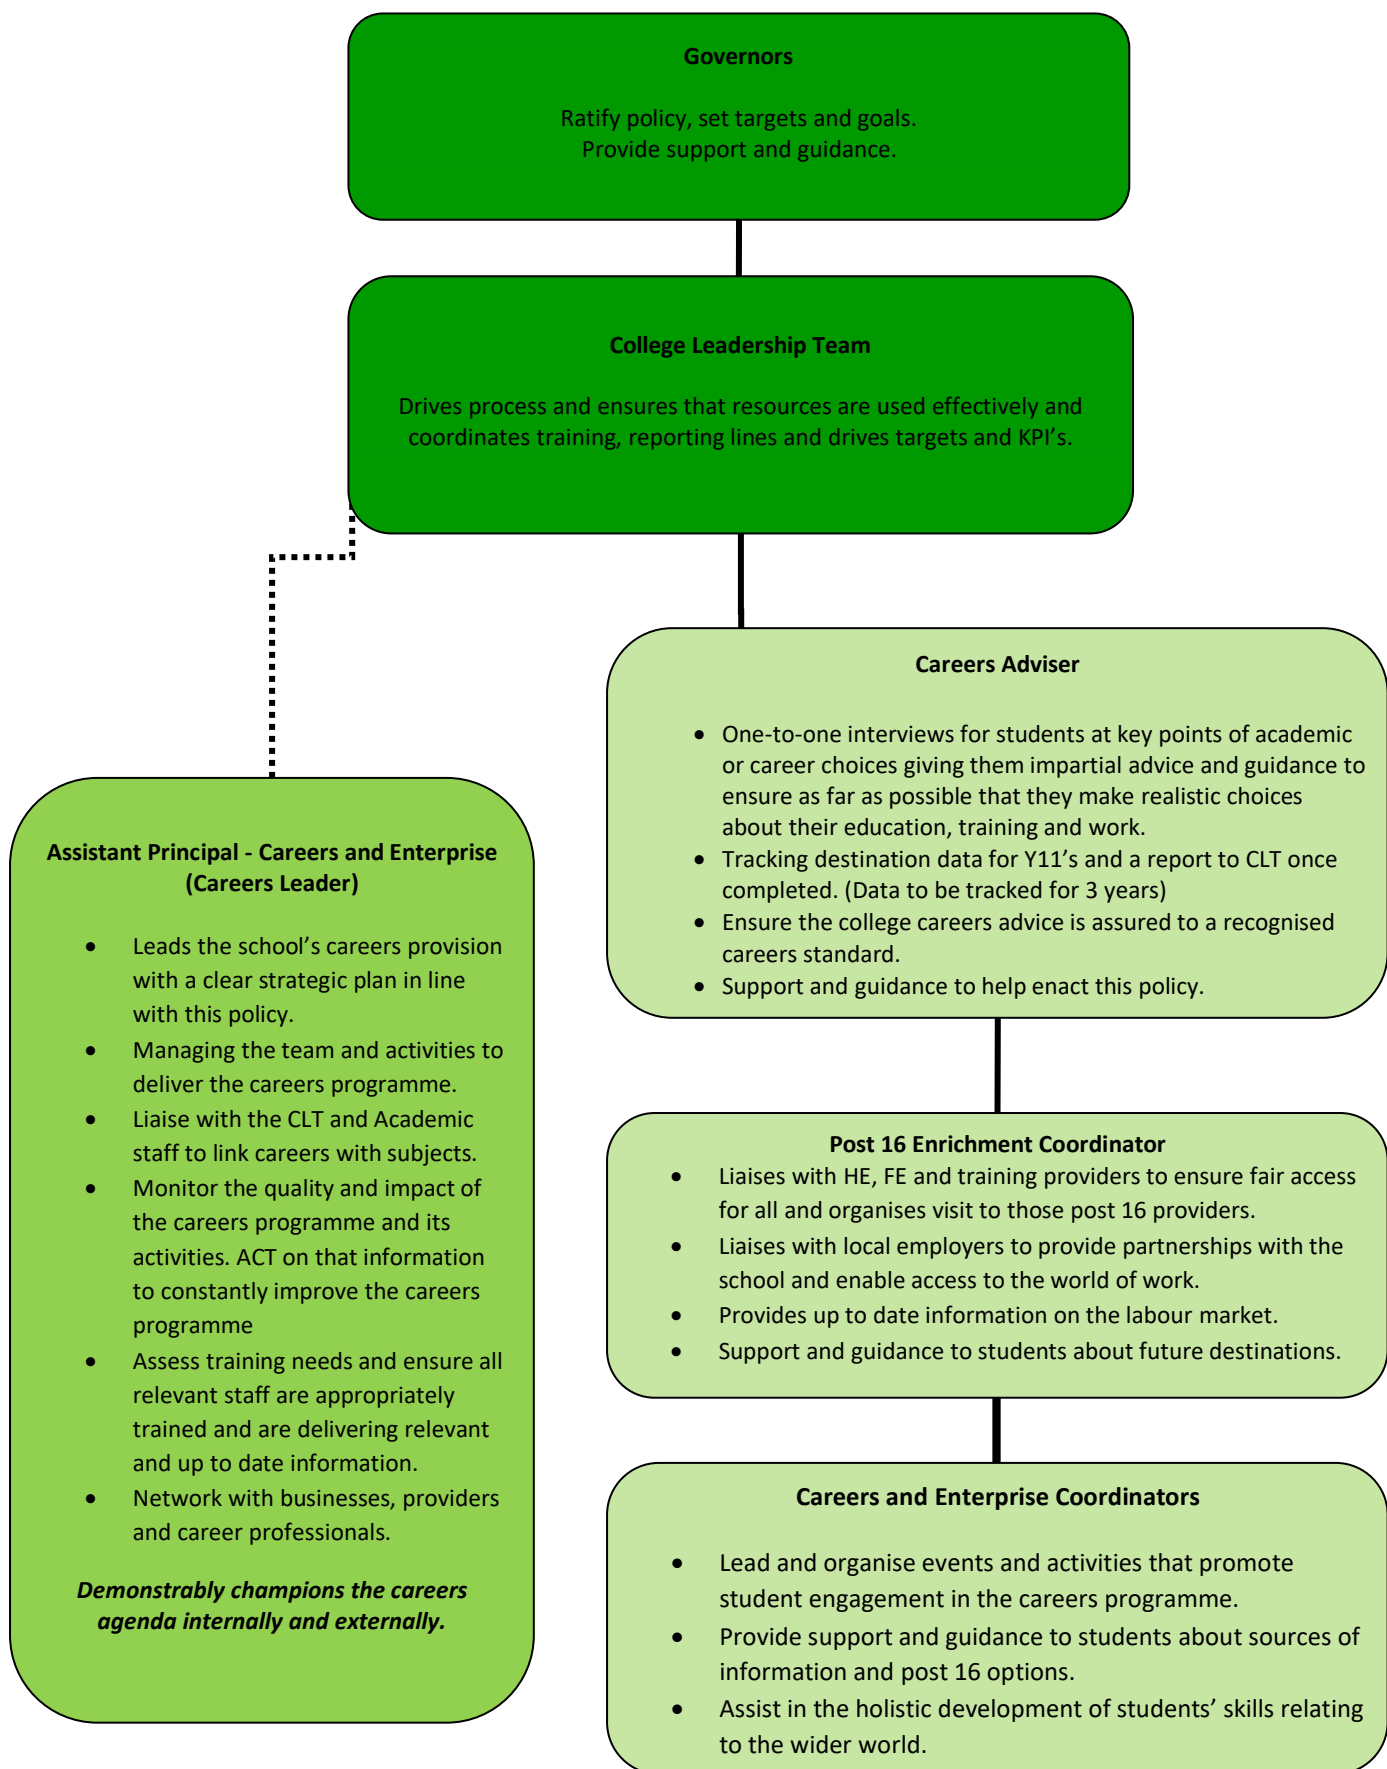 Governors
Ratify policy, set targets and goals.
Provide support and guidance.
College Leadership Team
Drives process and ensures that resources are used effectively and
coordinates training, reporting lines and drives targets and KPI’s.
Careers Adviser
• One-to-one interviews for students at key points of academic
or career choices giving them impartial advice and guidance to
ensure as far as possible that they make realistic choices
about their education, training and work.
• Tracking destination data for Y11’s and a report to CLT once
completed. (Data to be tracked for 3 years)
• Ensure the college careers advice is assured to a recognised
careers standard.
• Support and guidance to help enact this policy.
Assistant Principal - Careers and Enterprise
(Careers Leader)
• Leads the school’s careers provision
with a clear strategic plan in line
with this policy.
• Managing the team and activities to
deliver the careers programme.
• Liaise with the CLT and Academic
staff to link careers with subjects.
• Monitor the quality and impact of
the careers programme and its
activities. ACT on that information
to constantly improve the careers
programme
• Assess training needs and ensure all
relevant staff are appropriately
trained and are delivering relevant
and up to date information.
• Network with businesses, providers
and career professionals.
Demonstrably champions the careers
agenda internally and externally.
Post 16 Enrichment Coordinator
• Liaises with HE, FE and training providers to ensure fair access
for all and organises visit to those post 16 providers.
• Liaises with local employers to provide partnerships with the
school and enable access to the world of work.
• Provides up to date information on the labour market.
• Support and guidance to students about future destinations.
Careers and Enterprise Coordinators
• Lead and organise events and activities that promote
student engagement in the careers programme.
• Provide support and guidance to students about sources of
information and post 16 options.
• Assist in the holistic development of students’ skills relating
to the wider world.